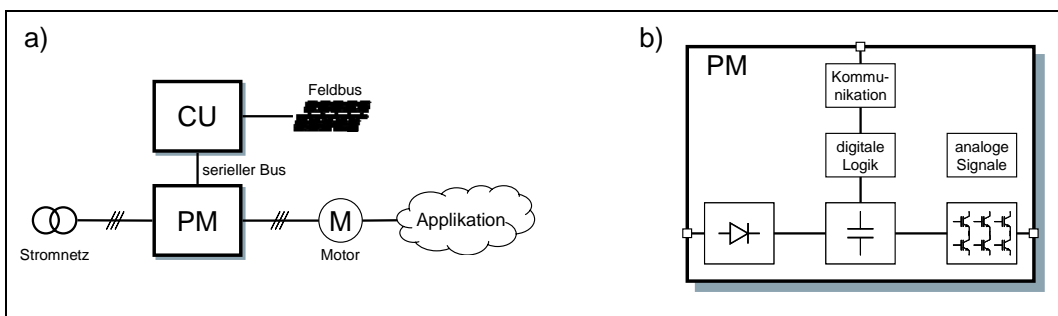 a)
CU
Feldbus
serieller Bus
PM
M
Applikation
Stromnetz
Motor
b)
PM
Kommu-
nikation
digitale
Logik
analoge
Signale